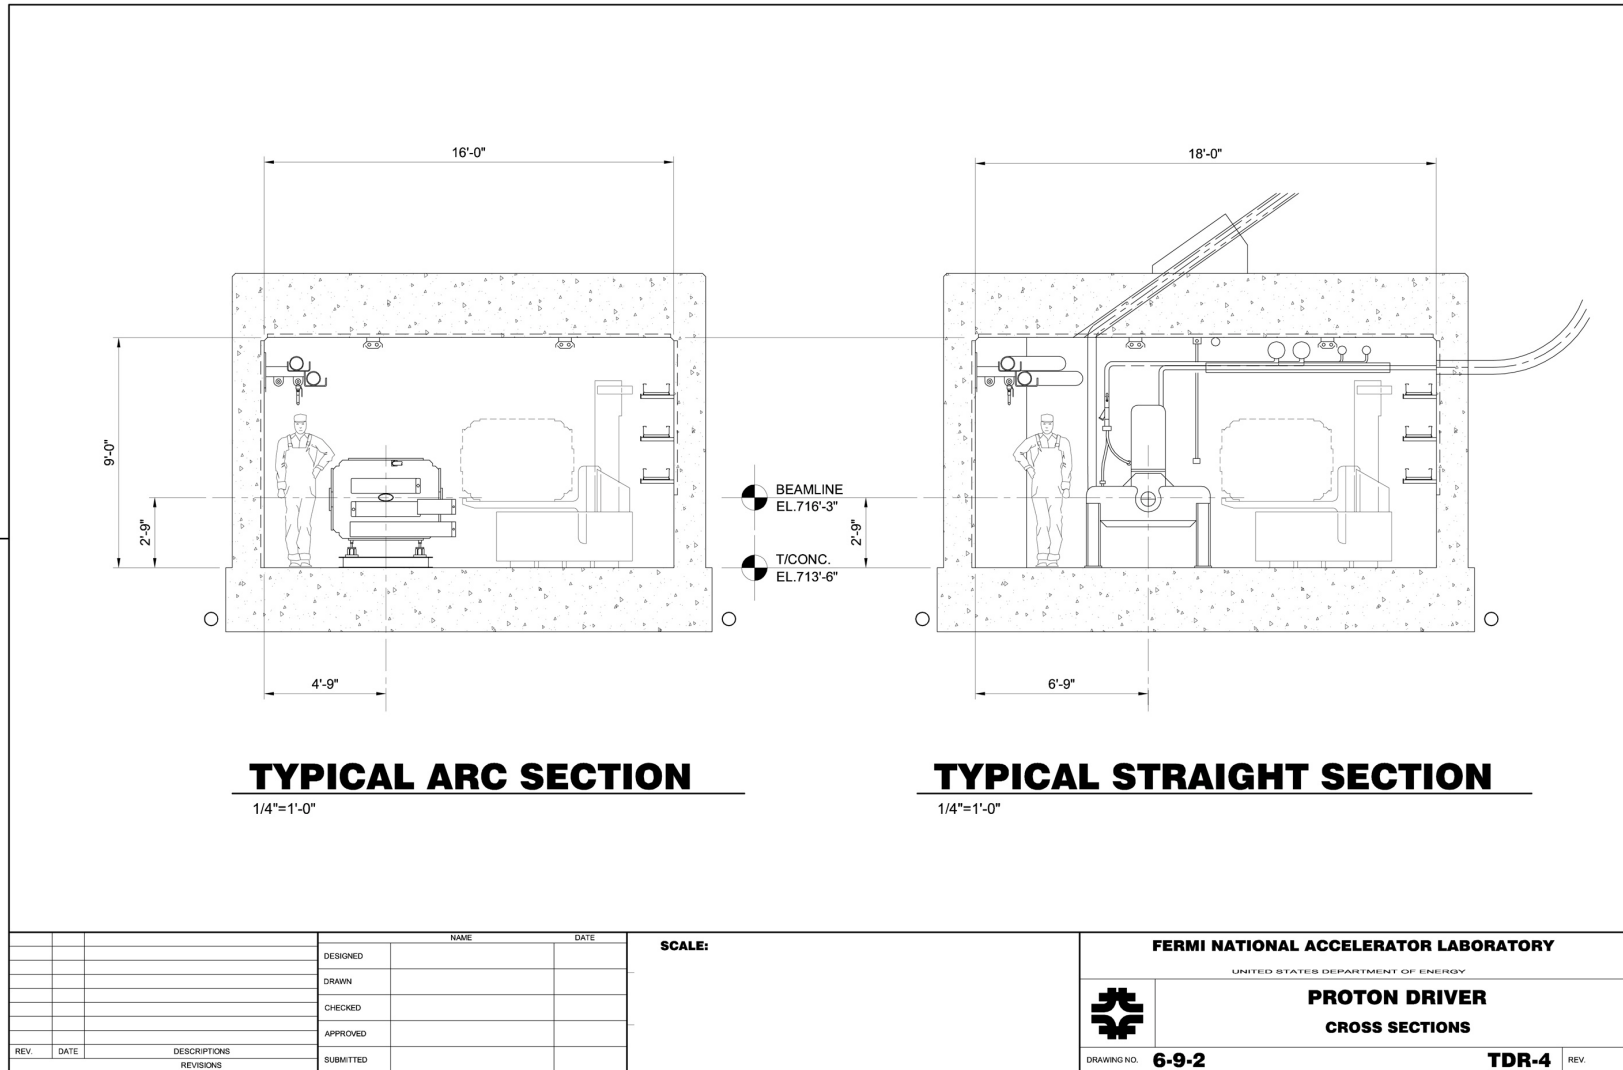 16'-0"
18'-0"
9'-0"
2'-9"
BEAMLINE
EL.716'-3"
T/CONC.
EL.713'-6"
2'-9"
4'-9"
6'-9"
TYPICAL ARC SECTION
1/4"=1'-0"
TYPICAL STRAIGHT SECTION
1/4"=1'-0"
REV. DATE DESCRIPTIONS
REVISIONS
NAME DATE
DESIGNED
DRAWN
CHECKED
APPROVED
SUBMITTED
SCALE:
FERMI NATIONAL ACCELERATOR LABORATORY
UNITED STATES DEPARTMENT OF ENERGY
PROTON DRIVER
CROSS SECTIONS
DRAWING NO. 6-9-2 TDR-4 REV.